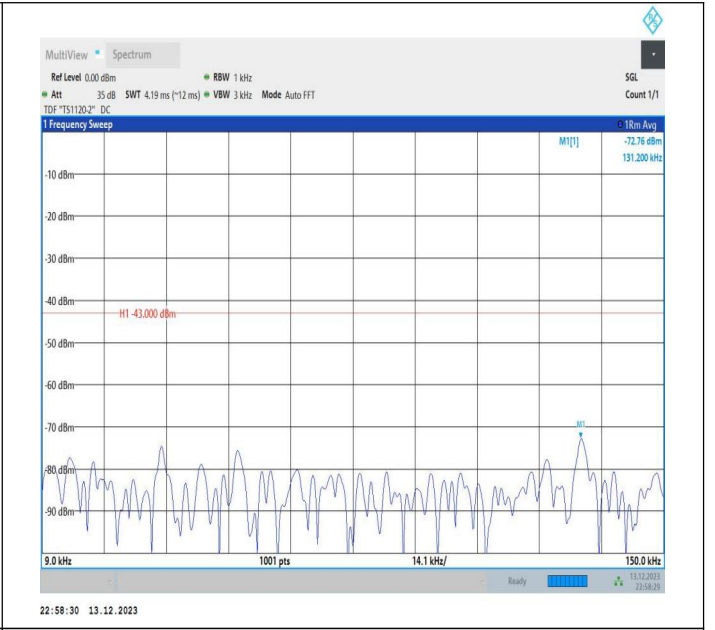 R&S
MultiView Spectrum
Ref Level 0.00 dBm RBW 1 kHz SGL
Att 35 dB SWT 4.19 ms (~12 ms) VBW 3 kHz Mode Auto FFT Count 1/1
TDF "TS1120-2" DC
1 Frequency Sweep 1Rm Avg
M1[1] -72.76 dBm
131.200 kHz
-10 dBm
-20 dBm
-30 dBm
-40 dBm
H1 -43.000 dBm
-50 dBm
-60 dBm
-70 dBm
M1
-80 dBm
-90 dBm
9.0 kHz 1001 pts 14.1 kHz/ 150.0 kHz
Ready 13.12.2023
22:58:29
22:58:30 13.12.2023